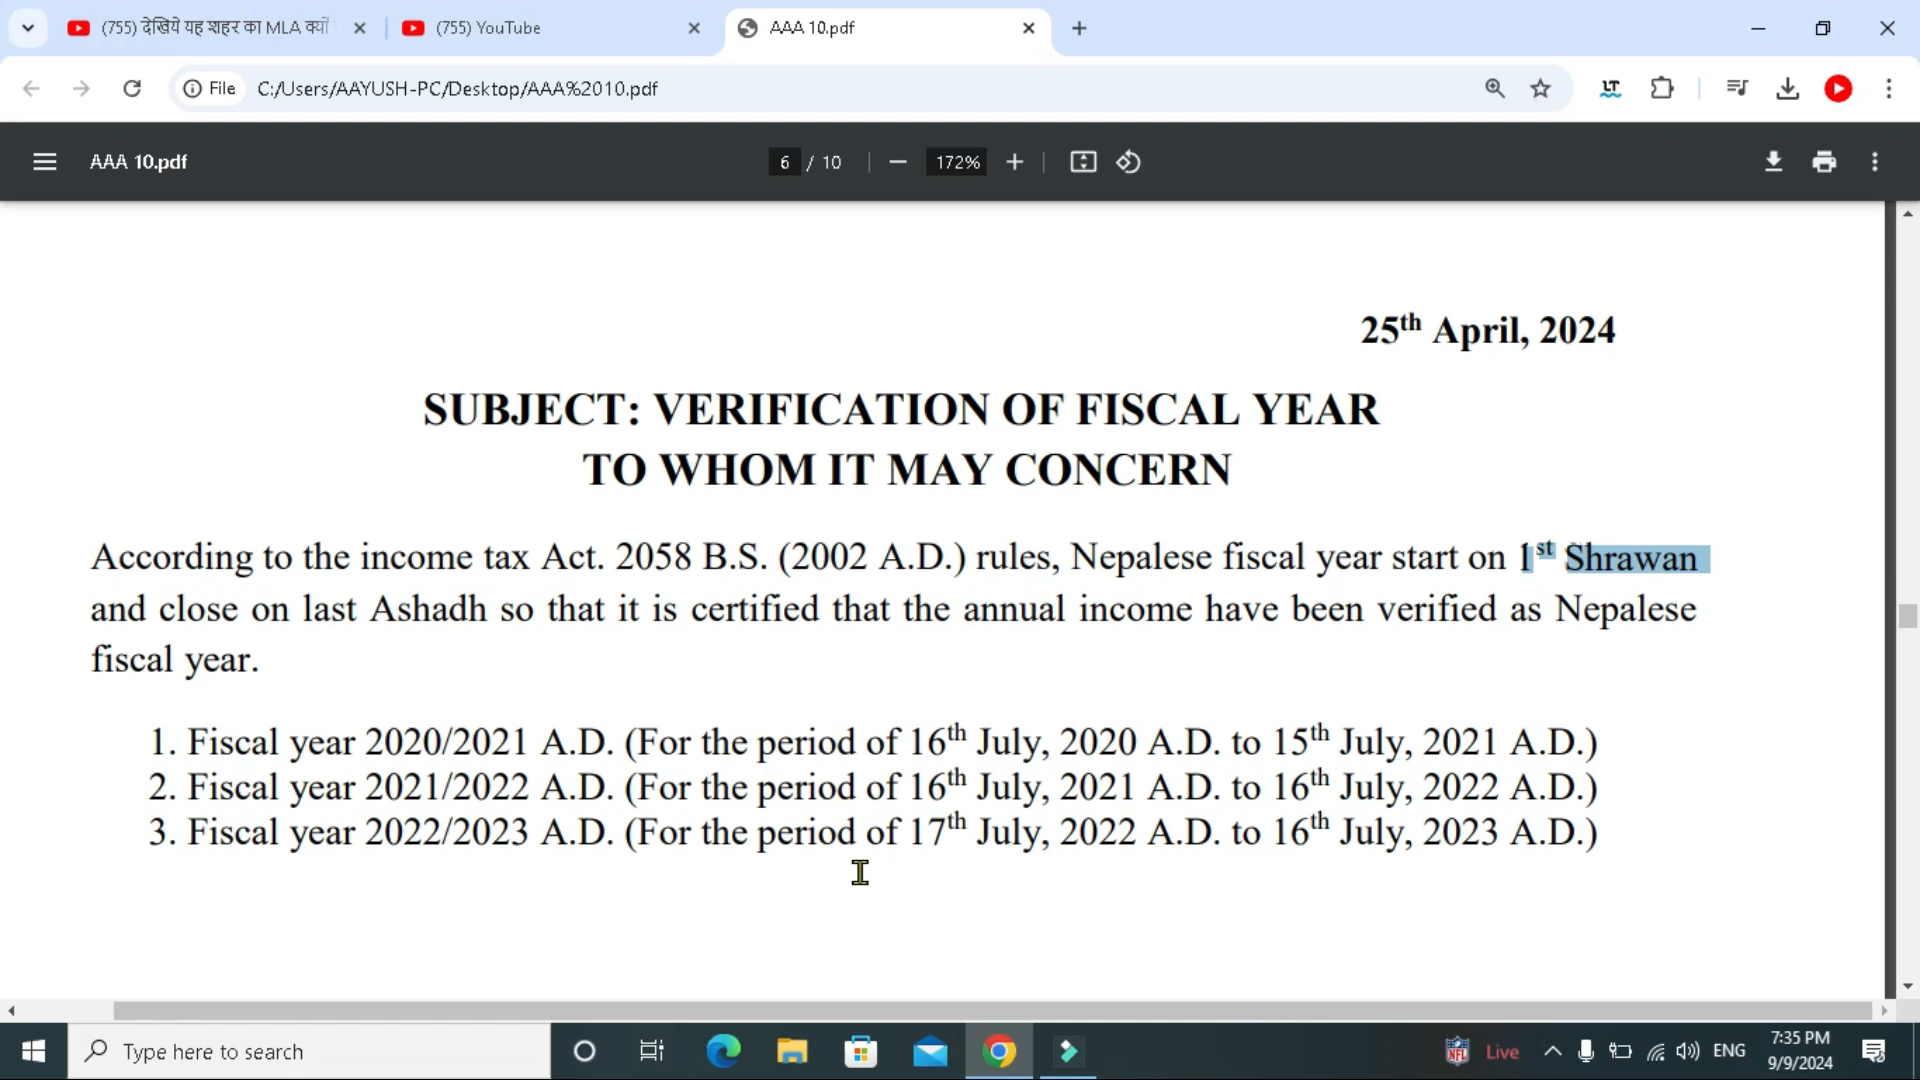 (755) देखिये यह शहर का MLA क्यों
(755) YouTube
AAA 10.pdf
File
C:/Users/AAYUSH-PC/Desktop/AAA%2010.pdf
LT
AAA 10.pdf
6 / 10
172%
25th April, 2024
SUBJECT: VERIFICATION OF FISCAL YEAR
TO WHOM IT MAY CONCERN
According to the income tax Act. 2058 B.S. (2002 A.D.) rules, Nepalese fiscal year start on 1st Shrawan
and close on last Ashadh so that it is certified that the annual income have been verified as Nepalese
fiscal year.
1. Fiscal year 2020/2021 A.D. (For the period of 16th July, 2020 A.D. to 15th July, 2021 A.D.)
2. Fiscal year 2021/2022 A.D. (For the period of 16th July, 2021 A.D. to 16th July, 2022 A.D.)
3. Fiscal year 2022/2023 A.D. (For the period of 17th July, 2022 A.D. to 16th July, 2023 A.D.)
Type here to search
NFL
Live
ENG
7:35 PM
9/9/2024